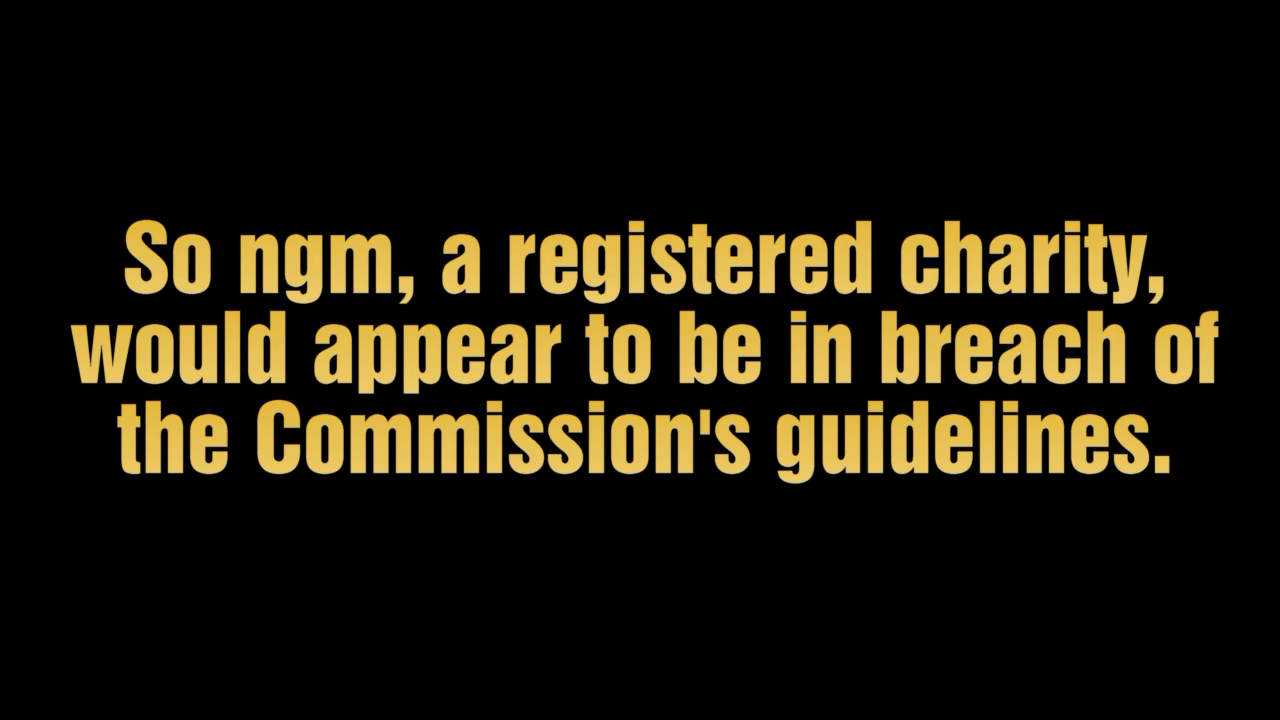 So ngm, a registered charity,
would appear to be in breach of
the Commission's guidelines.